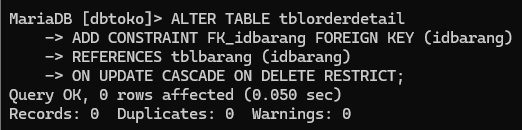 MariaDB [dbtoko]> ALTER TABLE tblorderdetail
    -> ADD CONSTRAINT FK_idbarang FOREIGN KEY (idbarang)
    -> REFERENCES tblbarang (idbarang)
    -> ON UPDATE CASCADE ON DELETE RESTRICT;
Query OK, 0 rows affected (0.050 sec)
Records: 0  Duplicates: 0  Warnings: 0